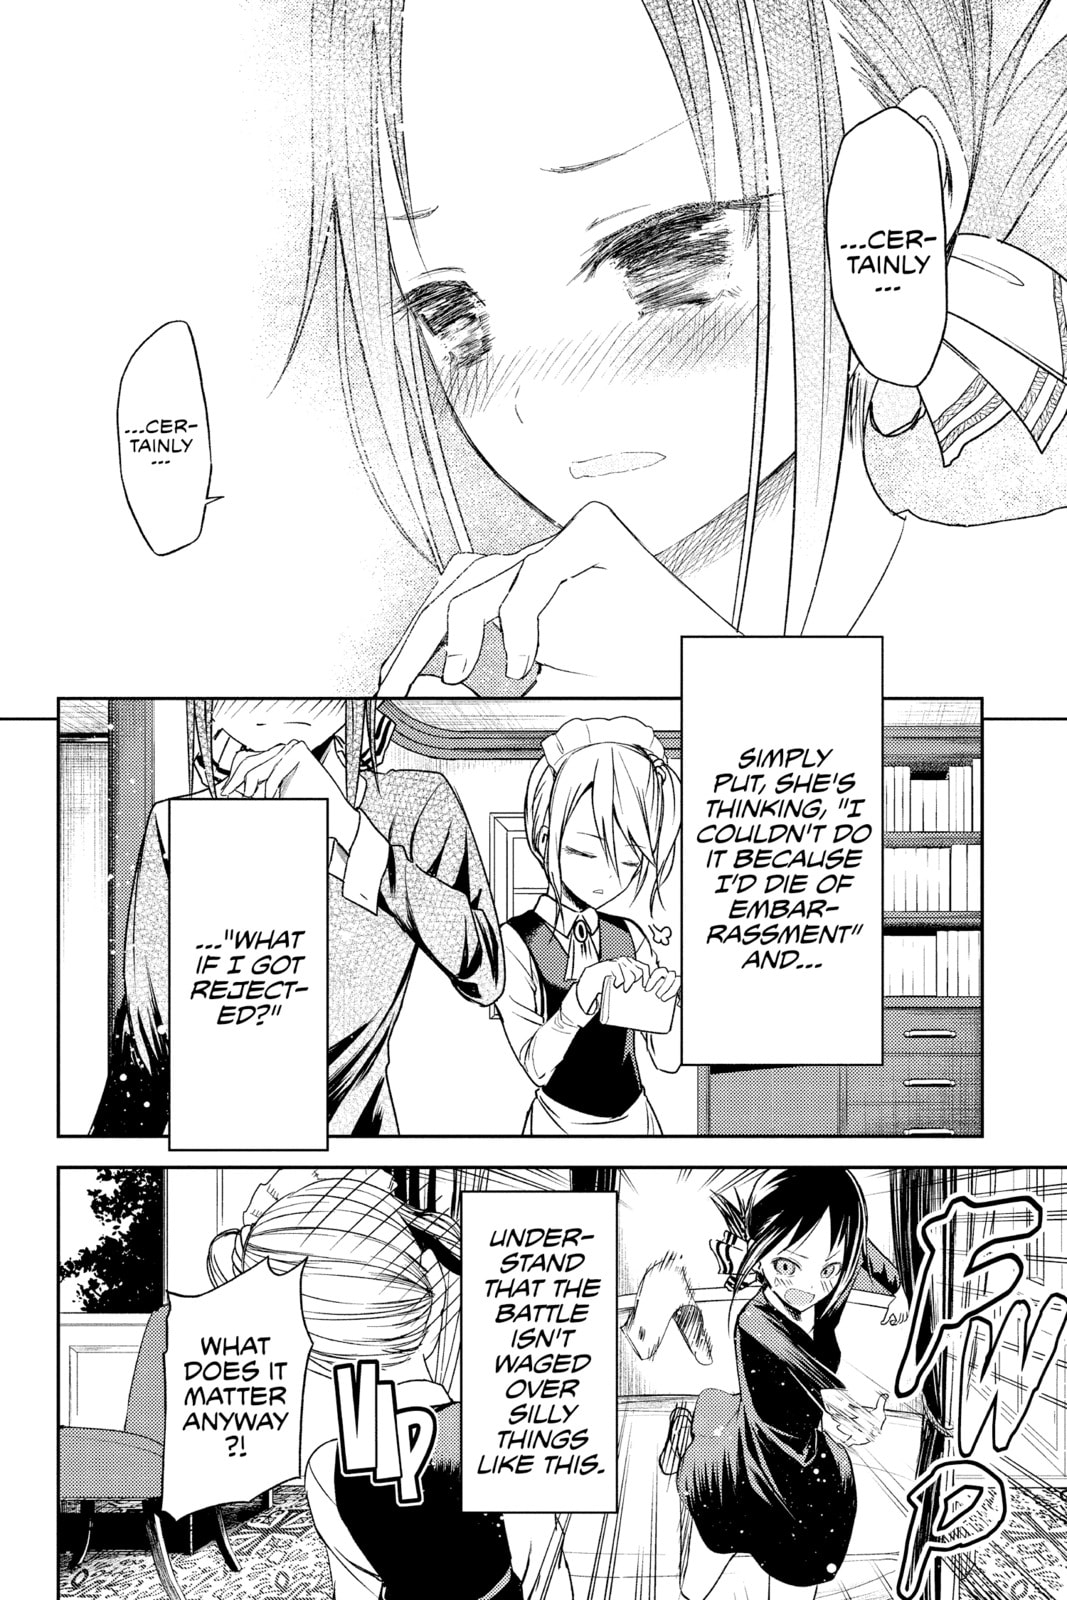 ...CER-
TAINLY
...
...CER-
TAINLY
...
SIMPLY
PUT, SHE'S
THINKING, "I
COULDN'T DO
IT BECAUSE
I'D DIE OF
EMBAR-
RASSMENT"
AND...
..."WHAT
IF I GOT
REJECT-
ED?"
FWP
UNDER-
STAND
THAT THE
BATTLE
ISN'T
WAGED
OVER
SILLY
THINGS
LIKE THIS.
WHAT
DOES IT
MATTER
ANYWAY
?!
VIP